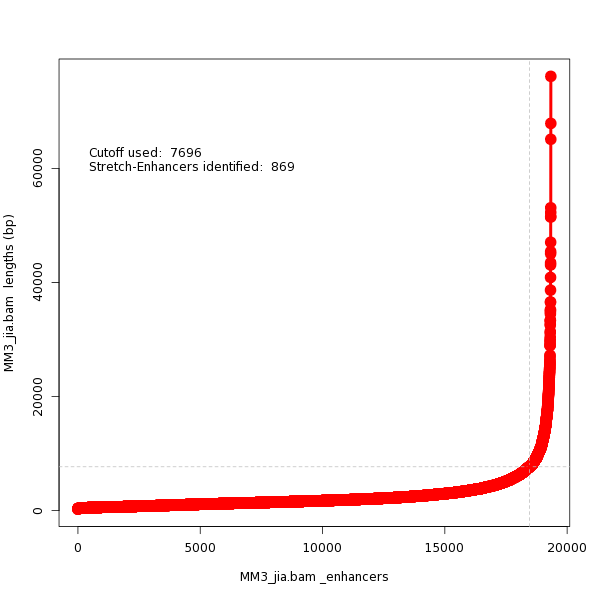 Cutoff used:  7696
Stretch-Enhancers identified:  869
MM3_jia.bam  lengths (bp)
60000
40000
20000
0
0 5000 10000 15000 20000
MM3_jia.bam _enhancers